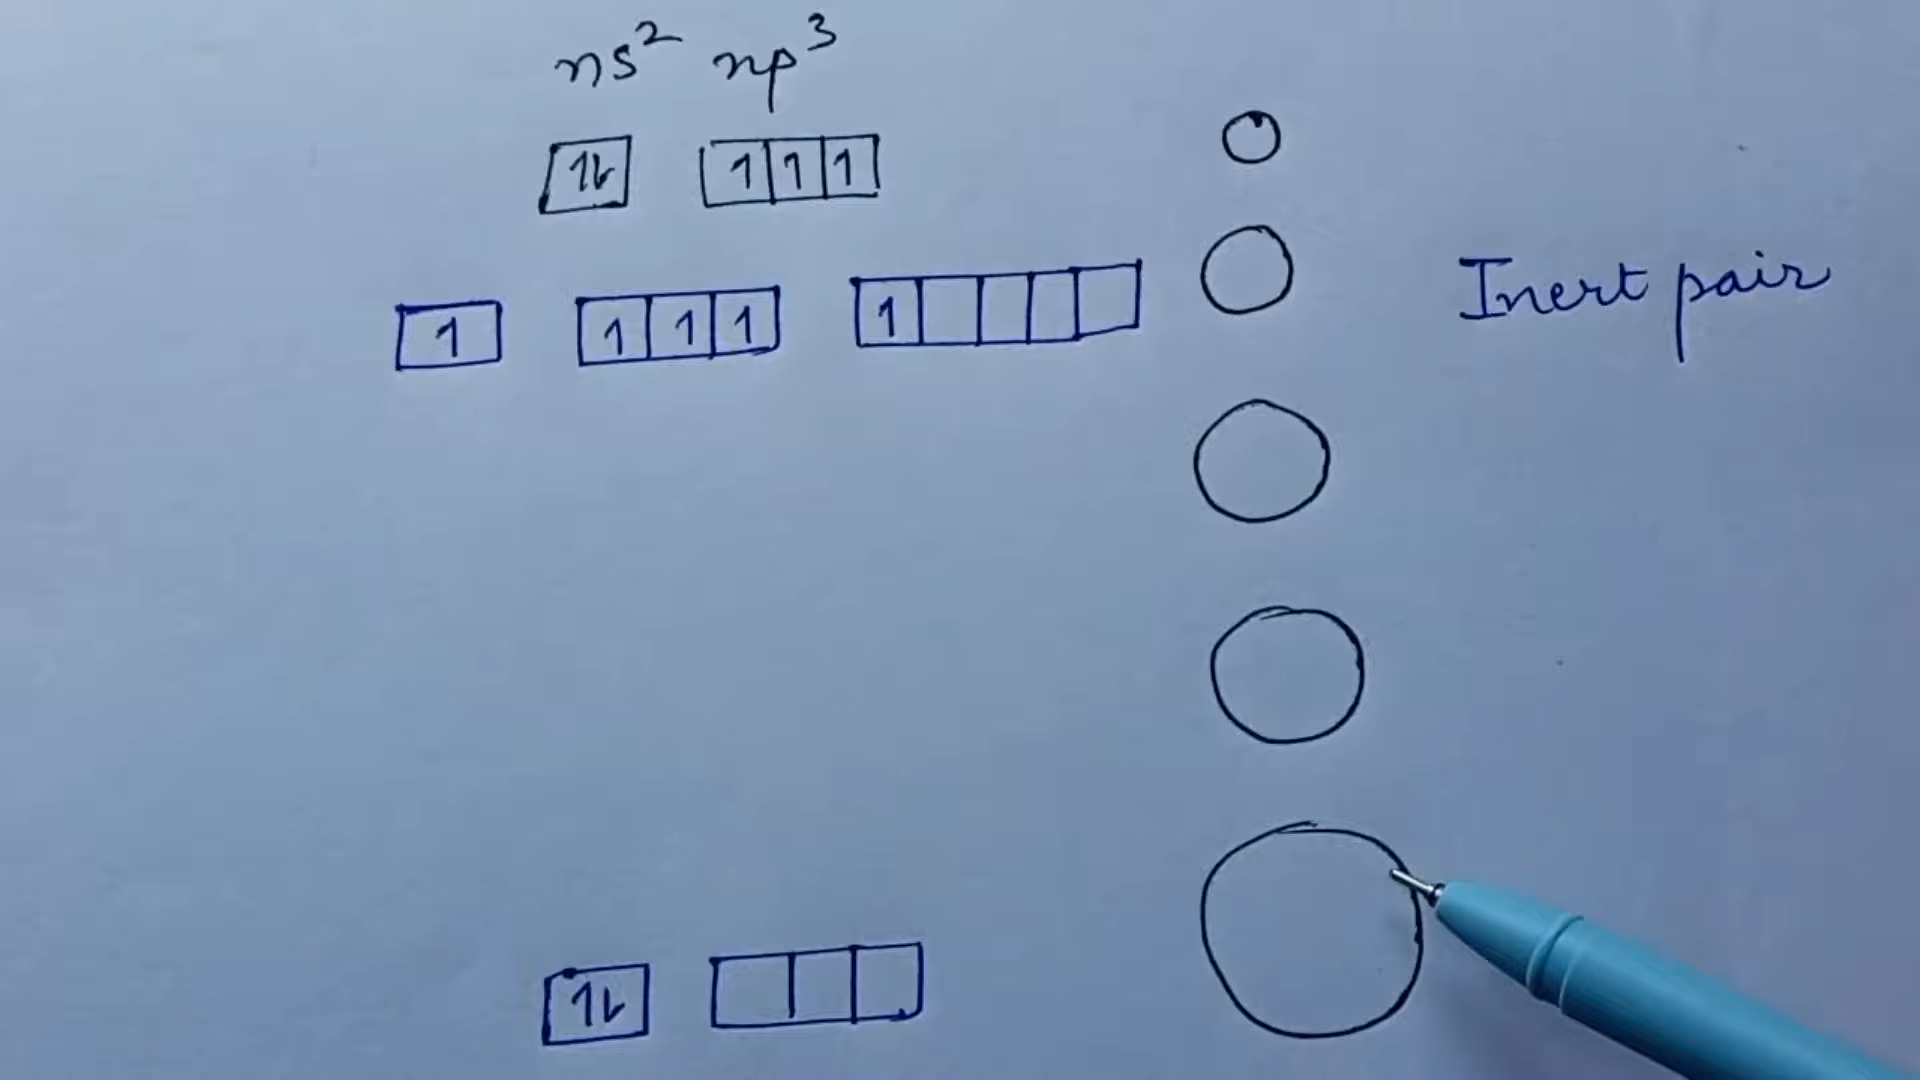 ns² np³
1⇂ 1 1 1
1 1 1 1 1
Inert pair
1⇂